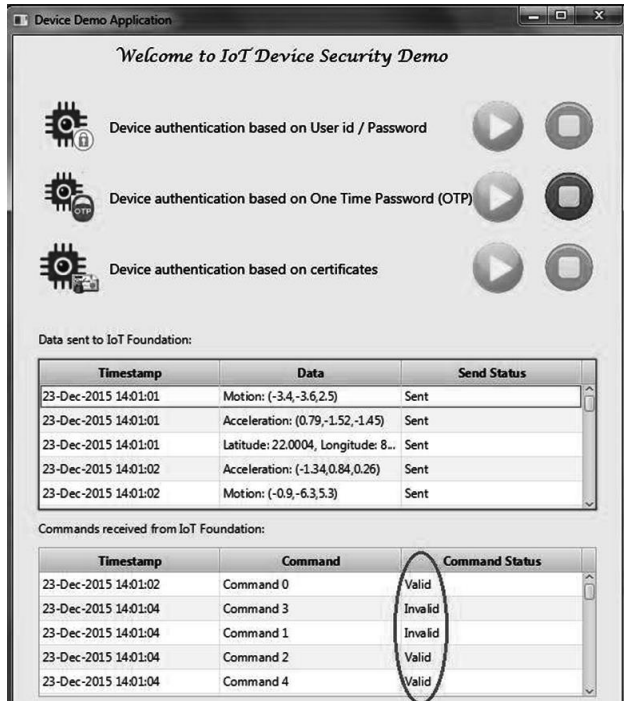 Device Demo Application
Welcome to IoT Device Security Demo
Device authentication based on User id / Password
OTP
Device authentication based on One Time Password (OTP)
Device authentication based on certificates
Data sent to IoT Foundation:
Timestamp Data Send Status
23-Dec-2015 14:01:01 Motion: (-3.4,-3.6,2.5) Sent
23-Dec-2015 14:01:01 Acceleration: (0.79,-1.52,-1.45) Sent
23-Dec-2015 14:01:01 Latitude: 22.0004, Longitude: 8... Sent
23-Dec-2015 14:01:02 Acceleration: (-1.34,0.84,0.26) Sent
23-Dec-2015 14:01:02 Motion: (-0.9,-6.3,5.3) Sent
Commands received from IoT Foundation:
Timestamp Command Command Status
23-Dec-2015 14:01:02 Command 0 Valid
23-Dec-2015 14:01:04 Command 3 Invalid
23-Dec-2015 14:01:04 Command 1 Invalid
23-Dec-2015 14:01:04 Command 2 Valid
23-Dec-2015 14:01:04 Command 4 Valid